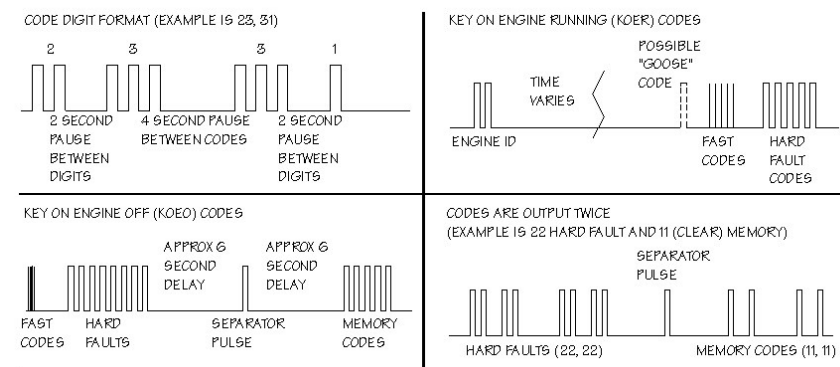 CODE DIGIT FORMAT (EXAMPLE IS 23, 31)
2 3 3 1
2 SECOND PAUSE BETWEEN DIGITS
4 SECOND PAUSE BETWEEN CODES
2 SECOND PAUSE BETWEEN DIGITS
KEY ON ENGINE RUNNING (KOER) CODES
POSSIBLE "GOOSE" CODE
TIME VARIES
ENGINE ID
FAST CODES
HARD FAULT CODES
KEY ON ENGINE OFF (KOEO) CODES
APPROX 6 SECOND DELAY
APPROX 6 SECOND DELAY
FAST CODES
HARD FAULTS
SEPARATOR PULSE
MEMORY CODES
CODES ARE OUTPUT TWICE
(EXAMPLE IS 22 HARD FAULT AND 11 (CLEAR) MEMORY)
SEPARATOR PULSE
HARD FAULTS (22, 22)
MEMORY CODES (11, 11)